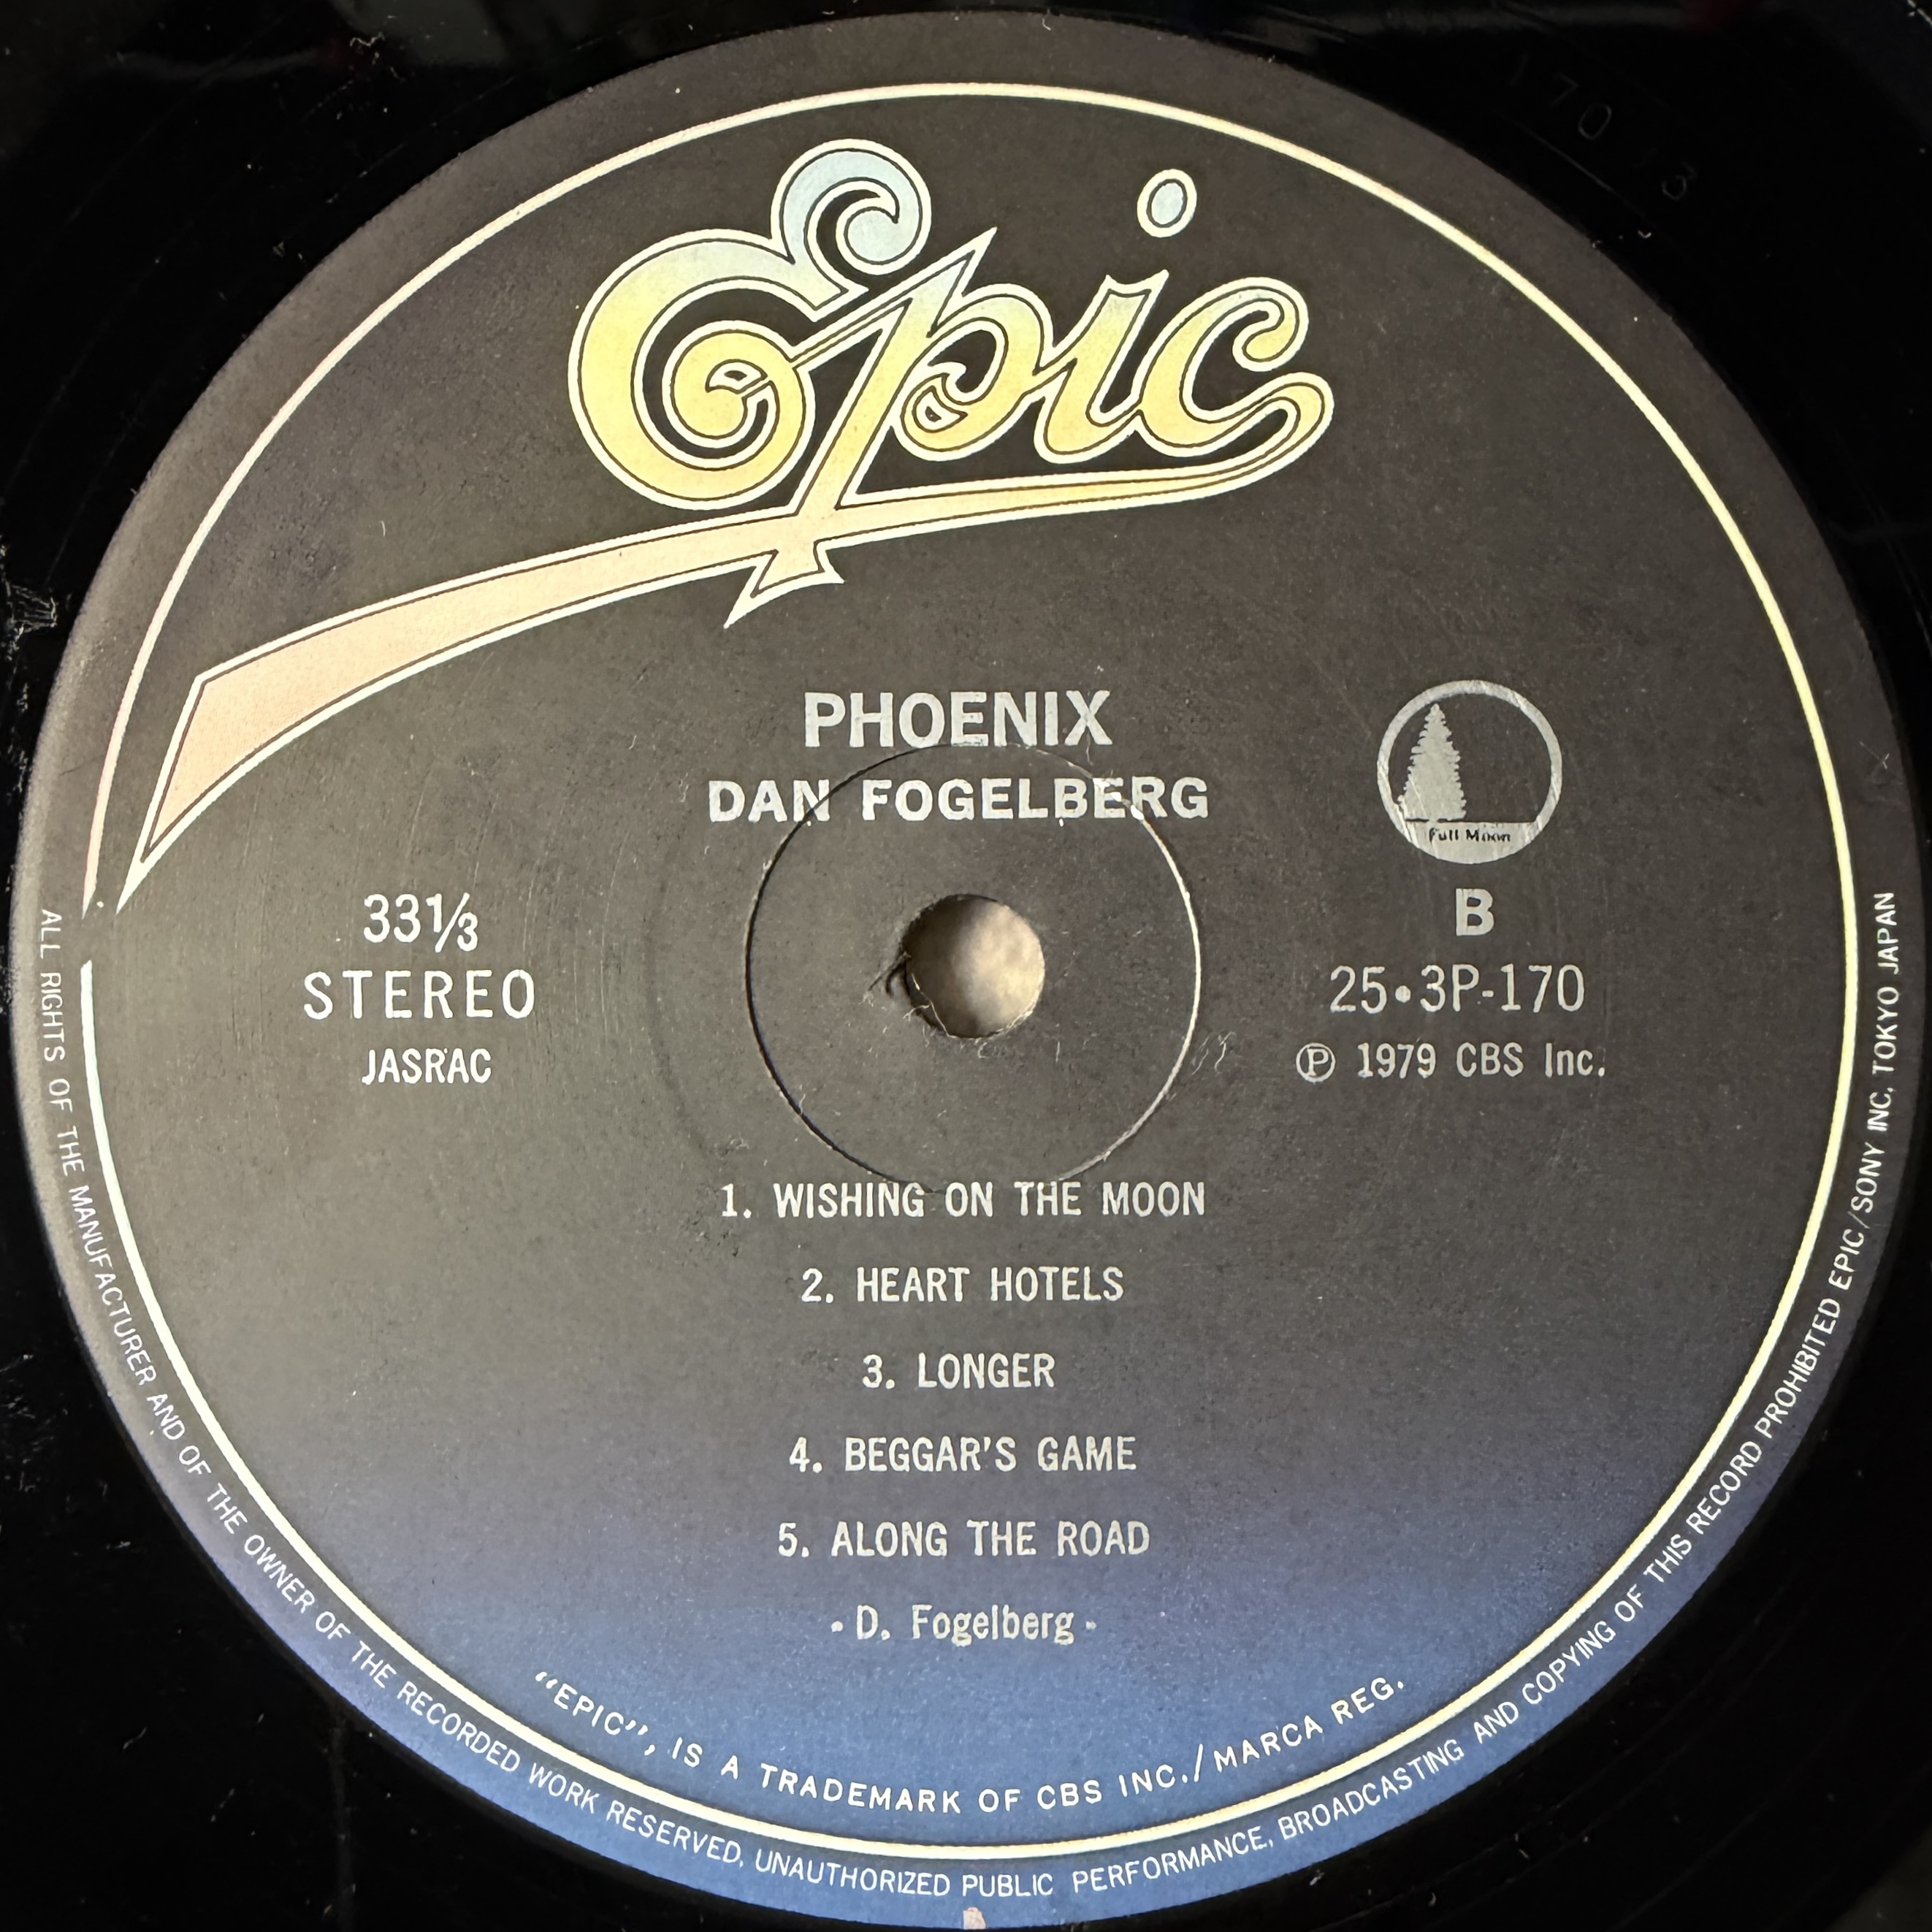 Epic
PHOENIX
DAN FOGELBERG
Full Moon
33⅓
STEREO
JASRAC
B
25•3P-170
℗ 1979 CBS Inc.
1. WISHING ON THE MOON
2. HEART HOTELS
3. LONGER
4. BEGGAR'S GAME
5. ALONG THE ROAD
- D. Fogelberg -
"EPIC", IS A TRADEMARK OF CBS INC./MARCA REG.
ALL RIGHTS OF THE MANUFACTURER AND OF THE OWNER OF THE RECORDED WORK RESERVED, UNAUTHORIZED PUBLIC PERFORMANCE, BROADCASTING AND COPYING OF THIS RECORD PROHIBITED EPIC/SONY INC, TOKYO JAPAN